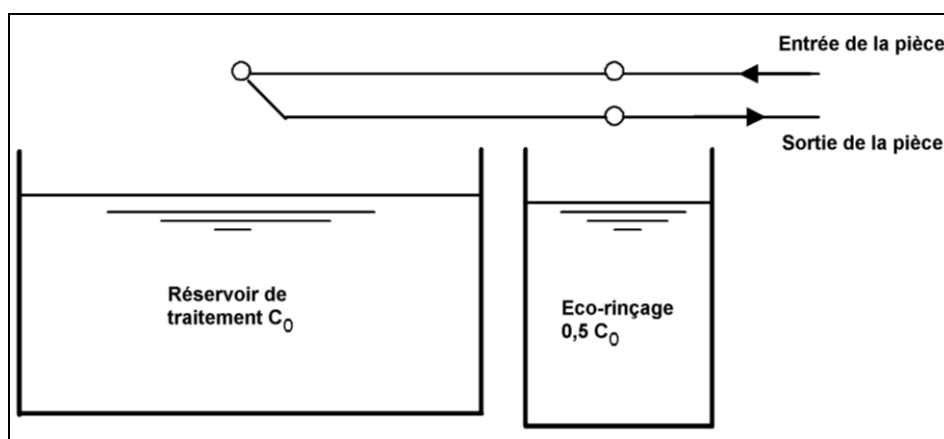 Entrée de la pièce
Sortie de la pièce
Réservoir de
traitement C₀
Eco-rinçage
0,5 C₀